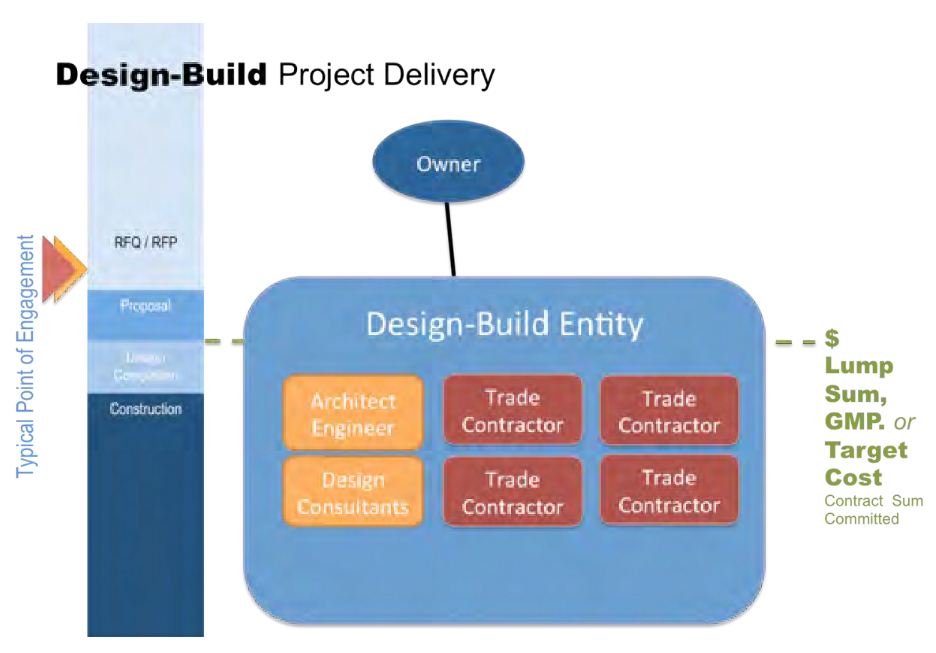 Design-Build Project Delivery
Owner
Typical Point of Engagement
RFQ / RFP
Proposal
Design
Construction
Design-Build Entity
Architect
Engineer
Trade
Contractor
Trade
Contractor
Design
Consultants
Trade
Contractor
Trade
Contractor
$
Lump
Sum,
GMP. or
Target
Cost
Contract Sum
Committed